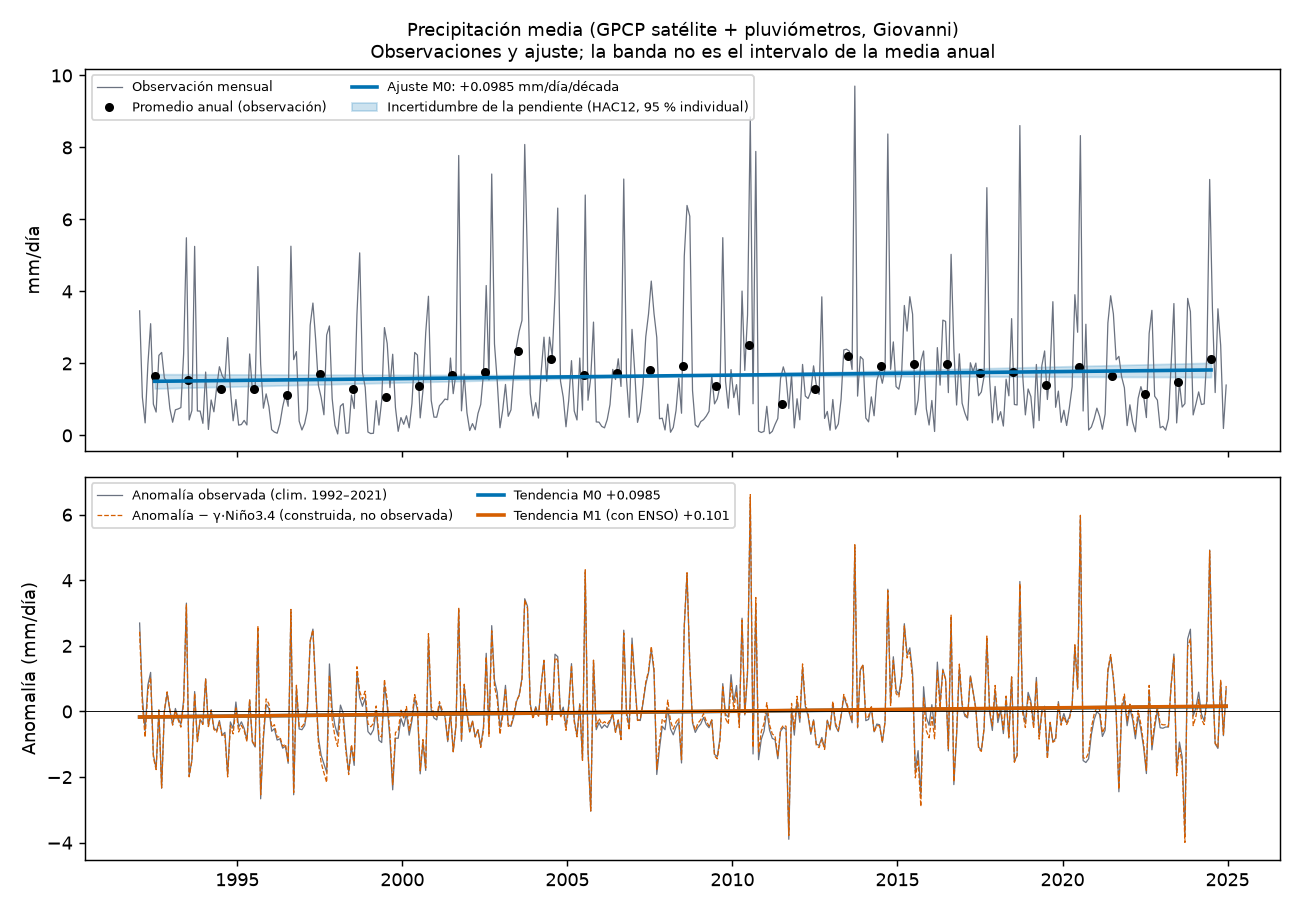 Precipitación media (GPCP satélite + pluviómetros, Giovanni)
Observaciones y ajuste; la banda no es el intervalo de la media anual
Observación mensual
Promedio anual (observación)
Ajuste M0: +0.0985 mm/día/década
Incertidumbre de la pendiente (HAC12, 95 % individual)
mm/día
10
8
6
4
2
0
Anomalía observada (clim. 1992–2021)
Anomalía − γ·Niño3.4 (construida, no observada)
Tendencia M0 +0.0985
Tendencia M1 (con ENSO) +0.101
Anomalía (mm/día)
6
4
2
0
−2
−4
1995
2000
2005
2010
2015
2020
2025